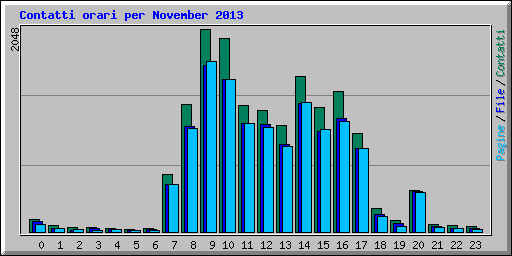 Contatti orari per November 2013
2048
Pagine / File / Contatti
0 1 2 3 4 5 6 7 8 9 10 11 12 13 14 15 16 17 18 19 20 21 22 23